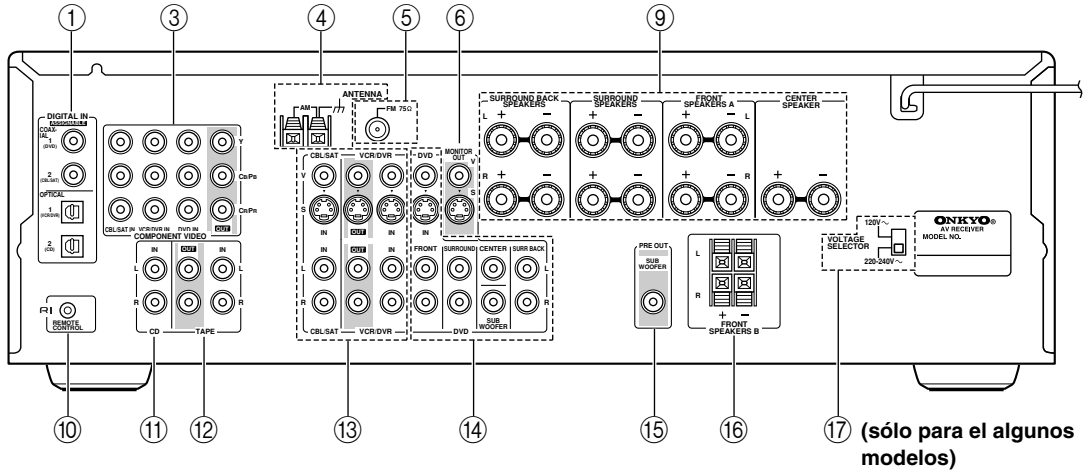 ① ③ ④ ⑤ ⑥ ⑨
DIGITAL IN
ASSIGNABLE
COAX-
IAL
1
(DVD)
2
(CBL/SAT)
OPTICAL
1
(VCR/DVR)
2
(CD)
Y
CB/PB
CR/PR
CBL/SAT IN VCR/DVR IN DVD IN OUT
COMPONENT VIDEO
IN OUT IN
L L
R R
CD TAPE
RI
REMOTE
CONTROL
ANTENNA
AM
FM 75Ω
CBL/SAT VCR/DVR DVD MONITOR
OUT
V V
S S
IN OUT IN IN
IN OUT IN FRONT SURROUND CENTER SURR BACK
L L
R R
SUB
WOOFER
CBL/SAT VCR/DVR DVD
SURROUND BACK
SPEAKERS
SURROUND
SPEAKERS
FRONT
SPEAKERS A
CENTER
SPEAKER
L + − + − + − L
R + − + − + − R + −
PRE OUT
SUB
WOOFER
L
R
+ −
FRONT
SPEAKERS B
VOLTAGE
SELECTOR
120V∼
220-240V∼
ONKYO®
AV RECEIVER
MODEL NO.
⑩ ⑪ ⑫ ⑬ ⑭ ⑮ ⑯ ⑰ (sólo para el algunos
modelos)